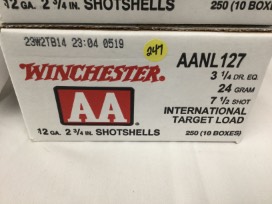 12 GA. 2 3/4 IN. SHOTSHELLS 250 (10 BOXES)
23W2TB14 23:04 0519
247
AANL127
WINCHESTER®
3 1/4 DR. EQ.
24 GRAM
7 1/2 SHOT
AA
INTERNATIONAL
TARGET LOAD
12 GA. 2 3/4 IN. SHOTSHELLS 250 (10 BOXES)